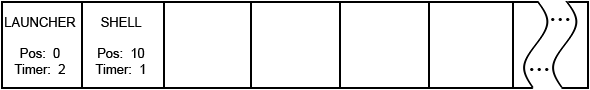 LAUNCHER
Pos: 0
Timer: 2
SHELL
Pos: 10
Timer: 1
...
...